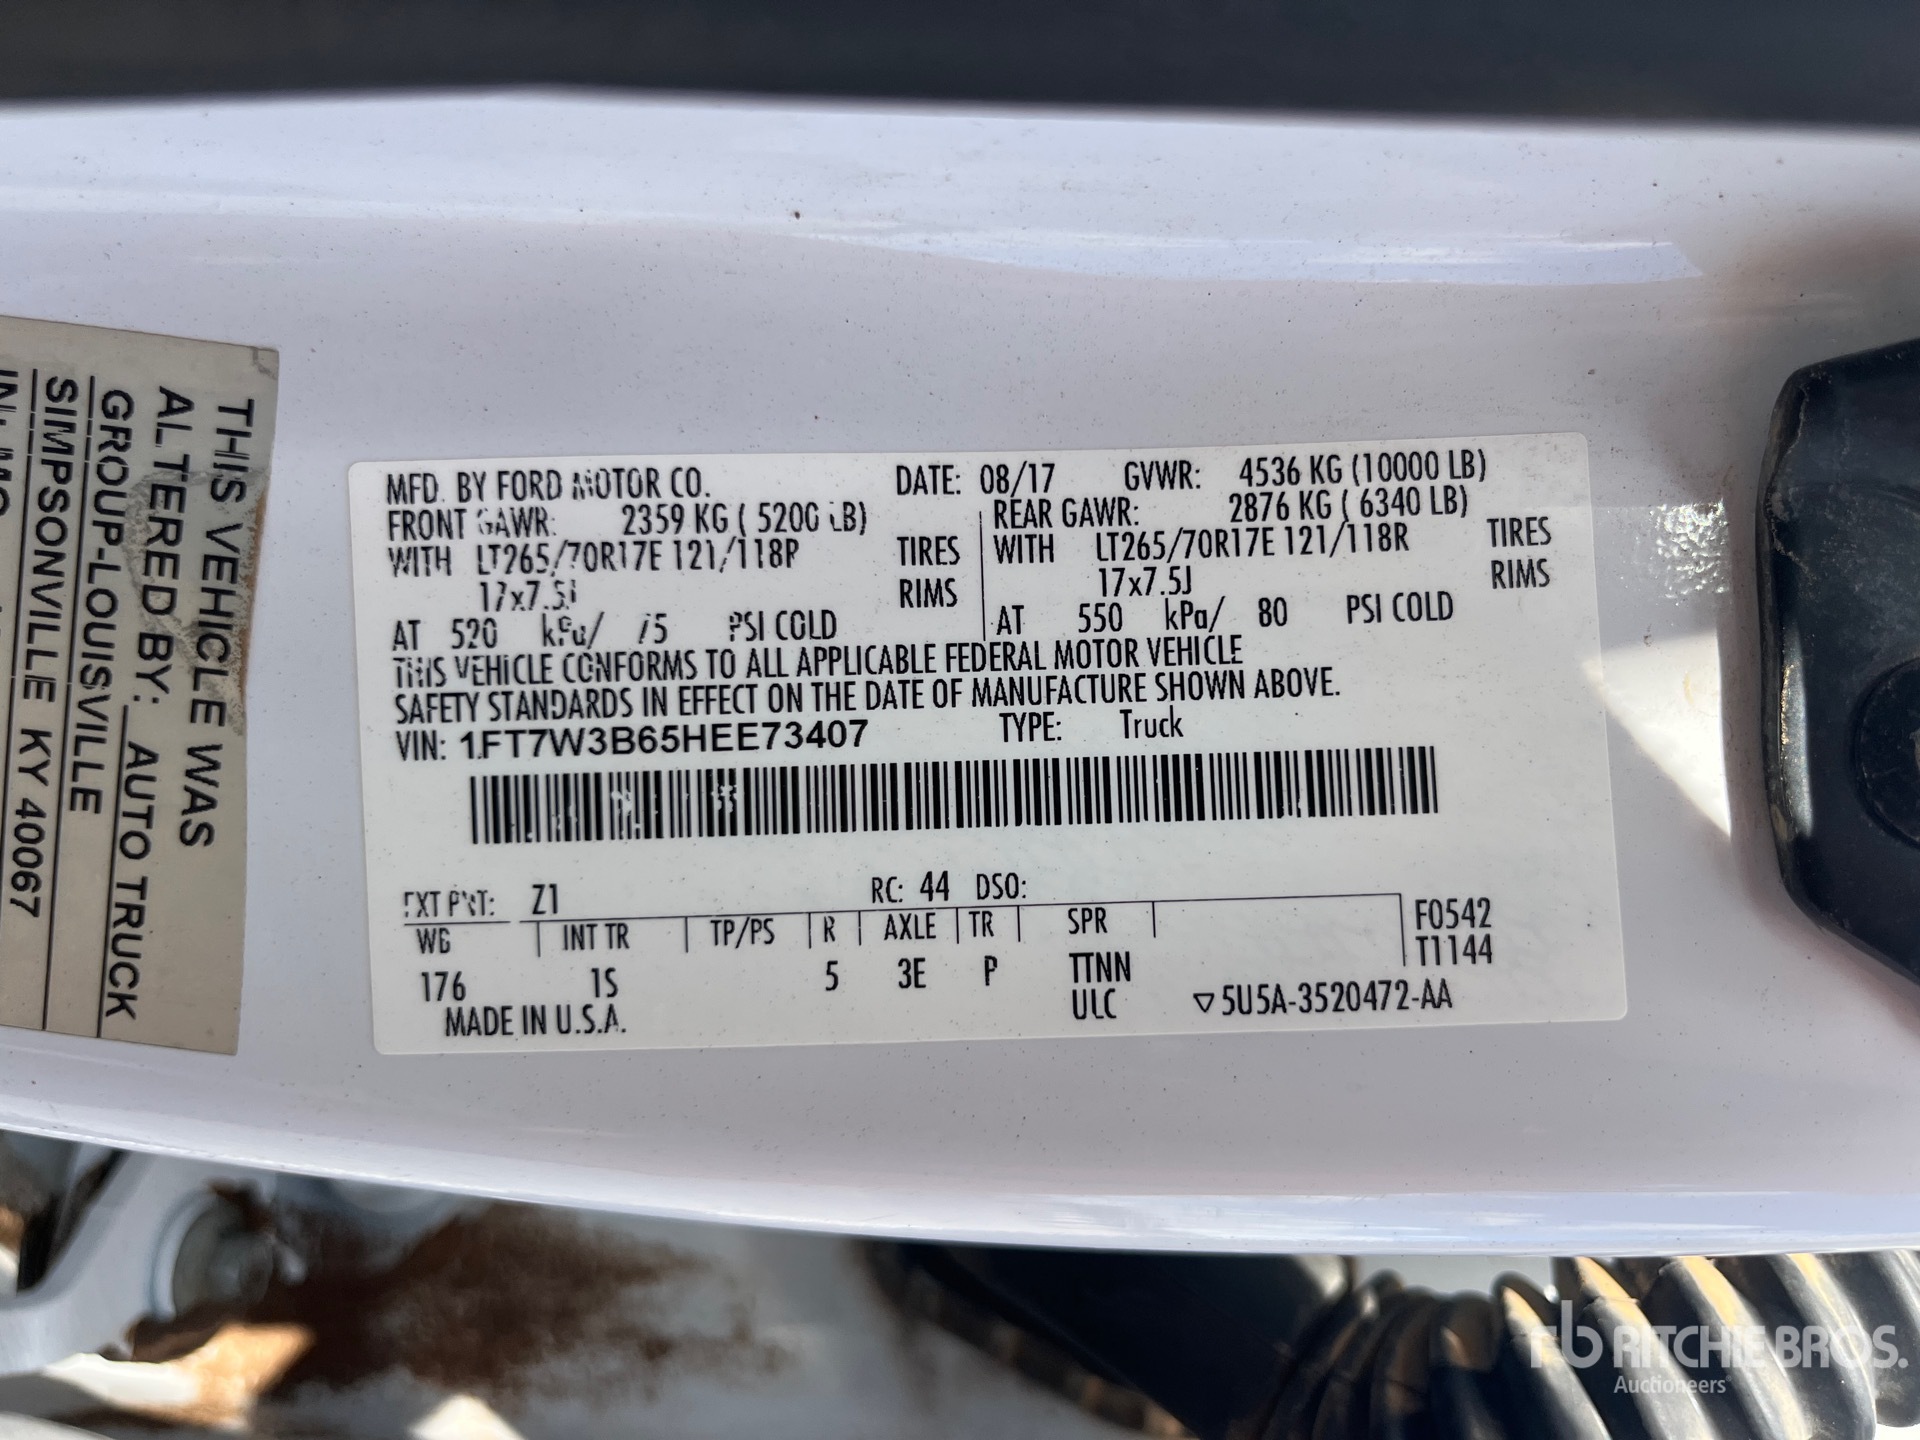 THIS VEHICLE WAS
ALTERED BY: AUTO TRUCK
GROUP-LOUISVILLE
SIMPSONVILLE KY 40067
MFD. BY FORD MOTOR CO. DATE: 08/17 GVWR: 4536 KG (10000 LB)
FRONT GAWR: 2359 KG ( 5200 LB) REAR GAWR: 2876 KG ( 6340 LB)
WITH LT265/70R17E 121/118R TIRES WITH LT265/70R17E 121/118R TIRES
17x7.5J RIMS 17x7.5J RIMS
AT 520 kPa/ 75 PSI COLD AT 550 kPa/ 80 PSI COLD
THIS VEHICLE CONFORMS TO ALL APPLICABLE FEDERAL MOTOR VEHICLE
SAFETY STANDARDS IN EFFECT ON THE DATE OF MANUFACTURE SHOWN ABOVE.
VIN: 1FT7W3B65HEE73407 TYPE: Truck
EXT PNT: Z1 RC: 44 DSO:
WB INT TR TP/PS R AXLE TR SPR F0542
T1144
176 1S 5 3E P TTNN
ULC ▽5U5A-3520472-AA
MADE IN U.S.A.
rb RITCHIE BROS.
Auctioneers